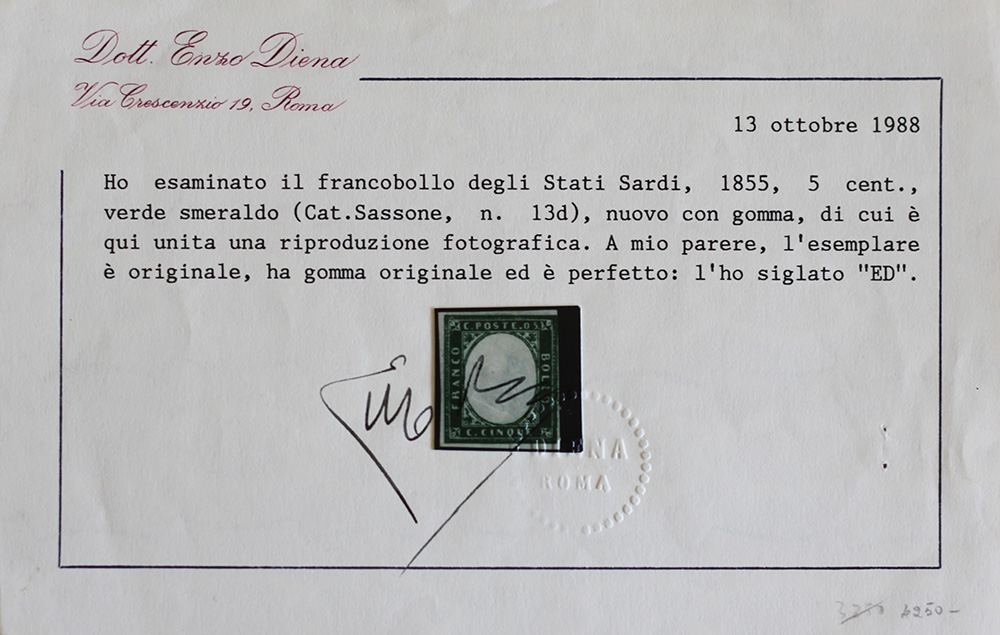 Dott. Enzo Diena
Via Crescenzio 19, Roma
13 ottobre 1988
Ho esaminato il francobollo degli Stati Sardi, 1855, 5 cent.,
verde smeraldo (Cat.Sassone, n. 13d), nuovo con gomma, di cui è
qui unita una riproduzione fotografica. A mio parere, l'esemplare
è originale, ha gomma originale ed è perfetto: l'ho siglato "ED".
C. POSTE. 05
FRANCO
BOLLO
C. CINQUE
DIENA
ROMA